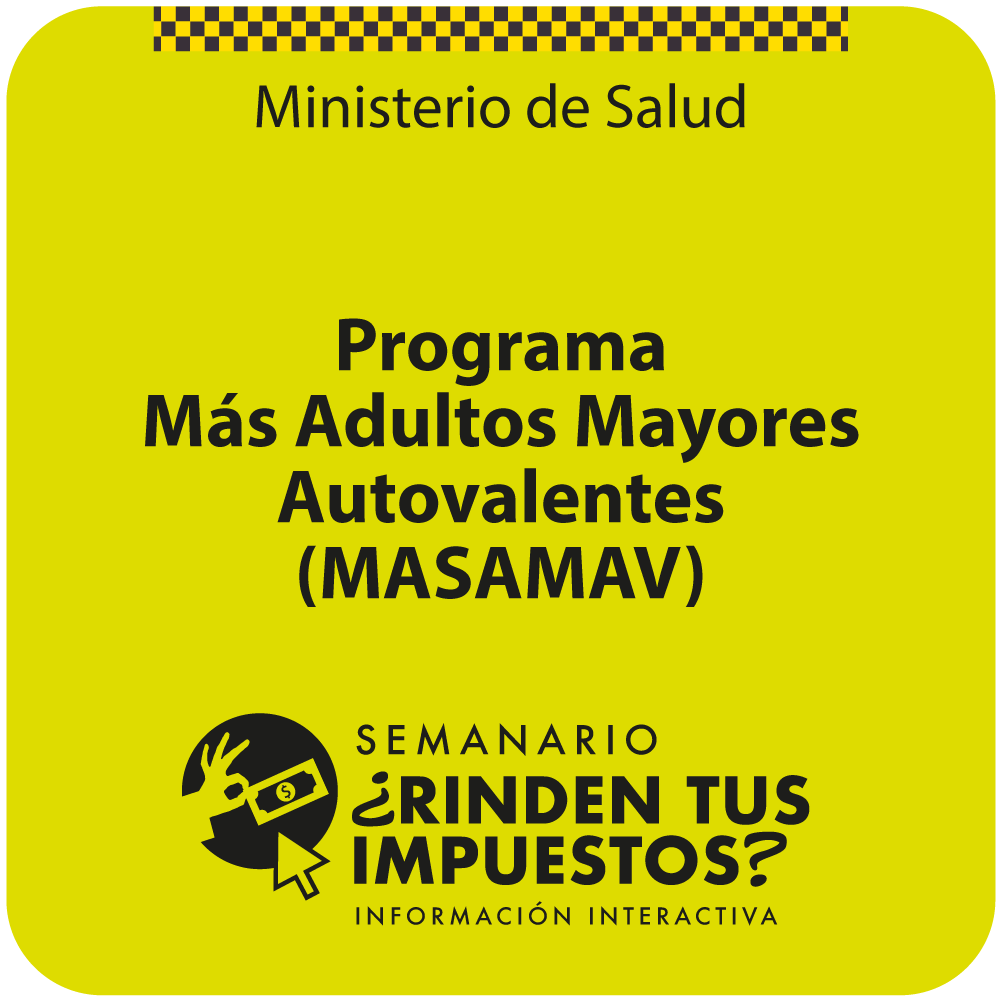 Ministerio de Salud
Programa
Más Adultos Mayores
Autovalentes
(MASAMAV)
SEMANARIO
¿RINDEN TUS
IMPUESTOS?
INFORMACIÓN INTERACTIVA
$